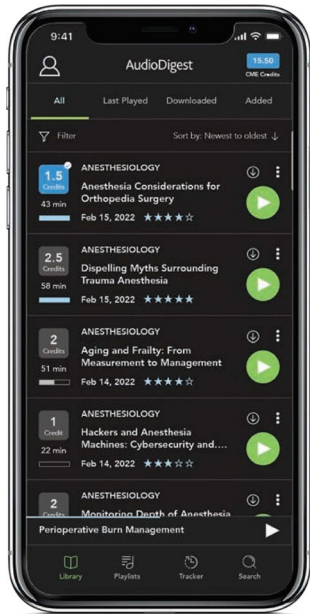 9:41
AudioDigest
15.50
CME Credits
All Last Played Downloaded Added
Filter Sort by: Newest to oldest ↓
1.5
Credits
43 min
ANESTHESIOLOGY
Anesthesia Considerations for
Orthopedia Surgery
Feb 15, 2022 ★★★★☆
2.5
Credits
58 min
ANESTHESIOLOGY
Dispelling Myths Surrounding
Trauma Anesthesia
Feb 15, 2022 ★★★★★
2
Credits
51 min
ANESTHESIOLOGY
Aging and Frailty: From
Measurement to Management
Feb 14, 2022 ★★★★☆
1
Credit
22 min
ANESTHESIOLOGY
Hackers and Anesthesia
Machines: Cybersecurity and....
Feb 14, 2022 ★★★☆☆
2
Credits
ANESTHESIOLOGY
Monitoring Depth of Anesthesia
Perioperative Burn Management
Library Playlists Tracker Search